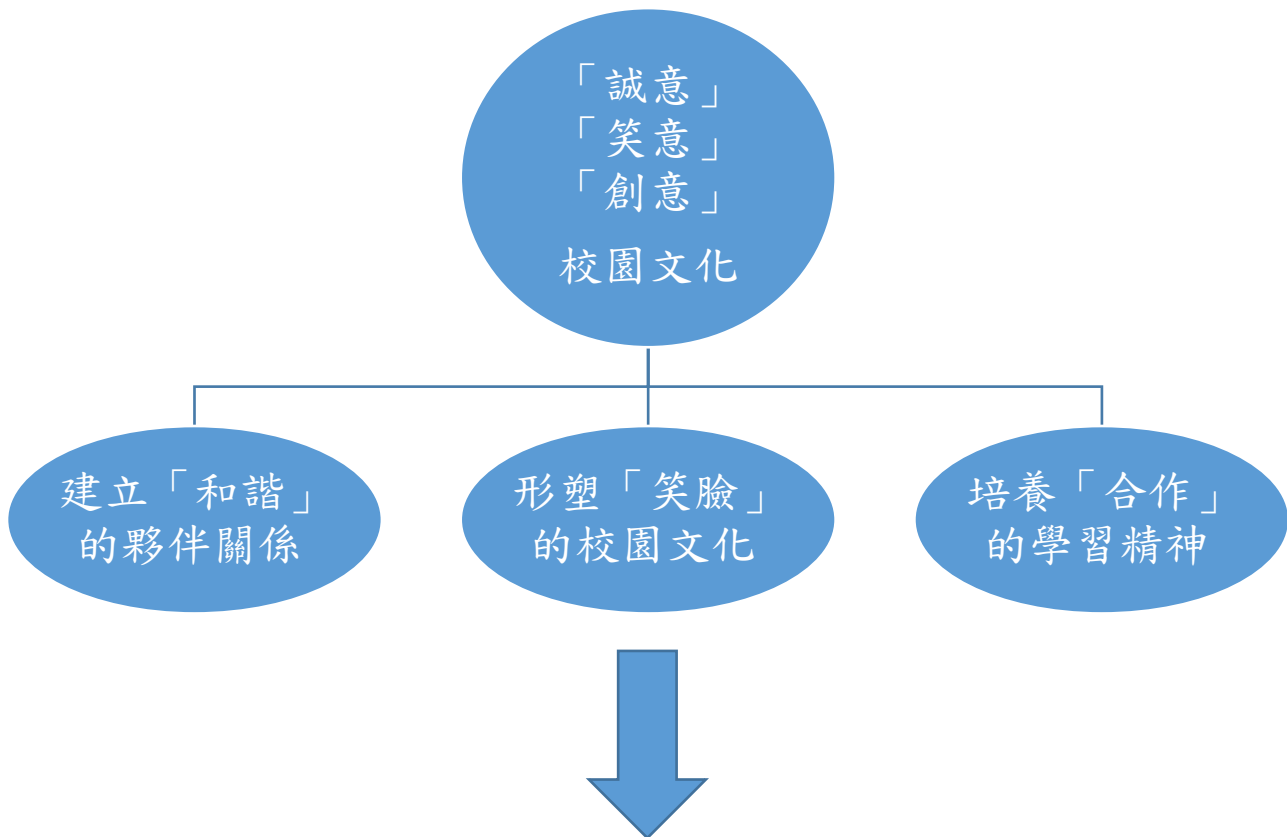 「誠意」
「笑意」
「創意」
校園文化
建立「和諧」
的夥伴關係
形塑「笑臉」
的校園文化
培養「合作」
的學習精神